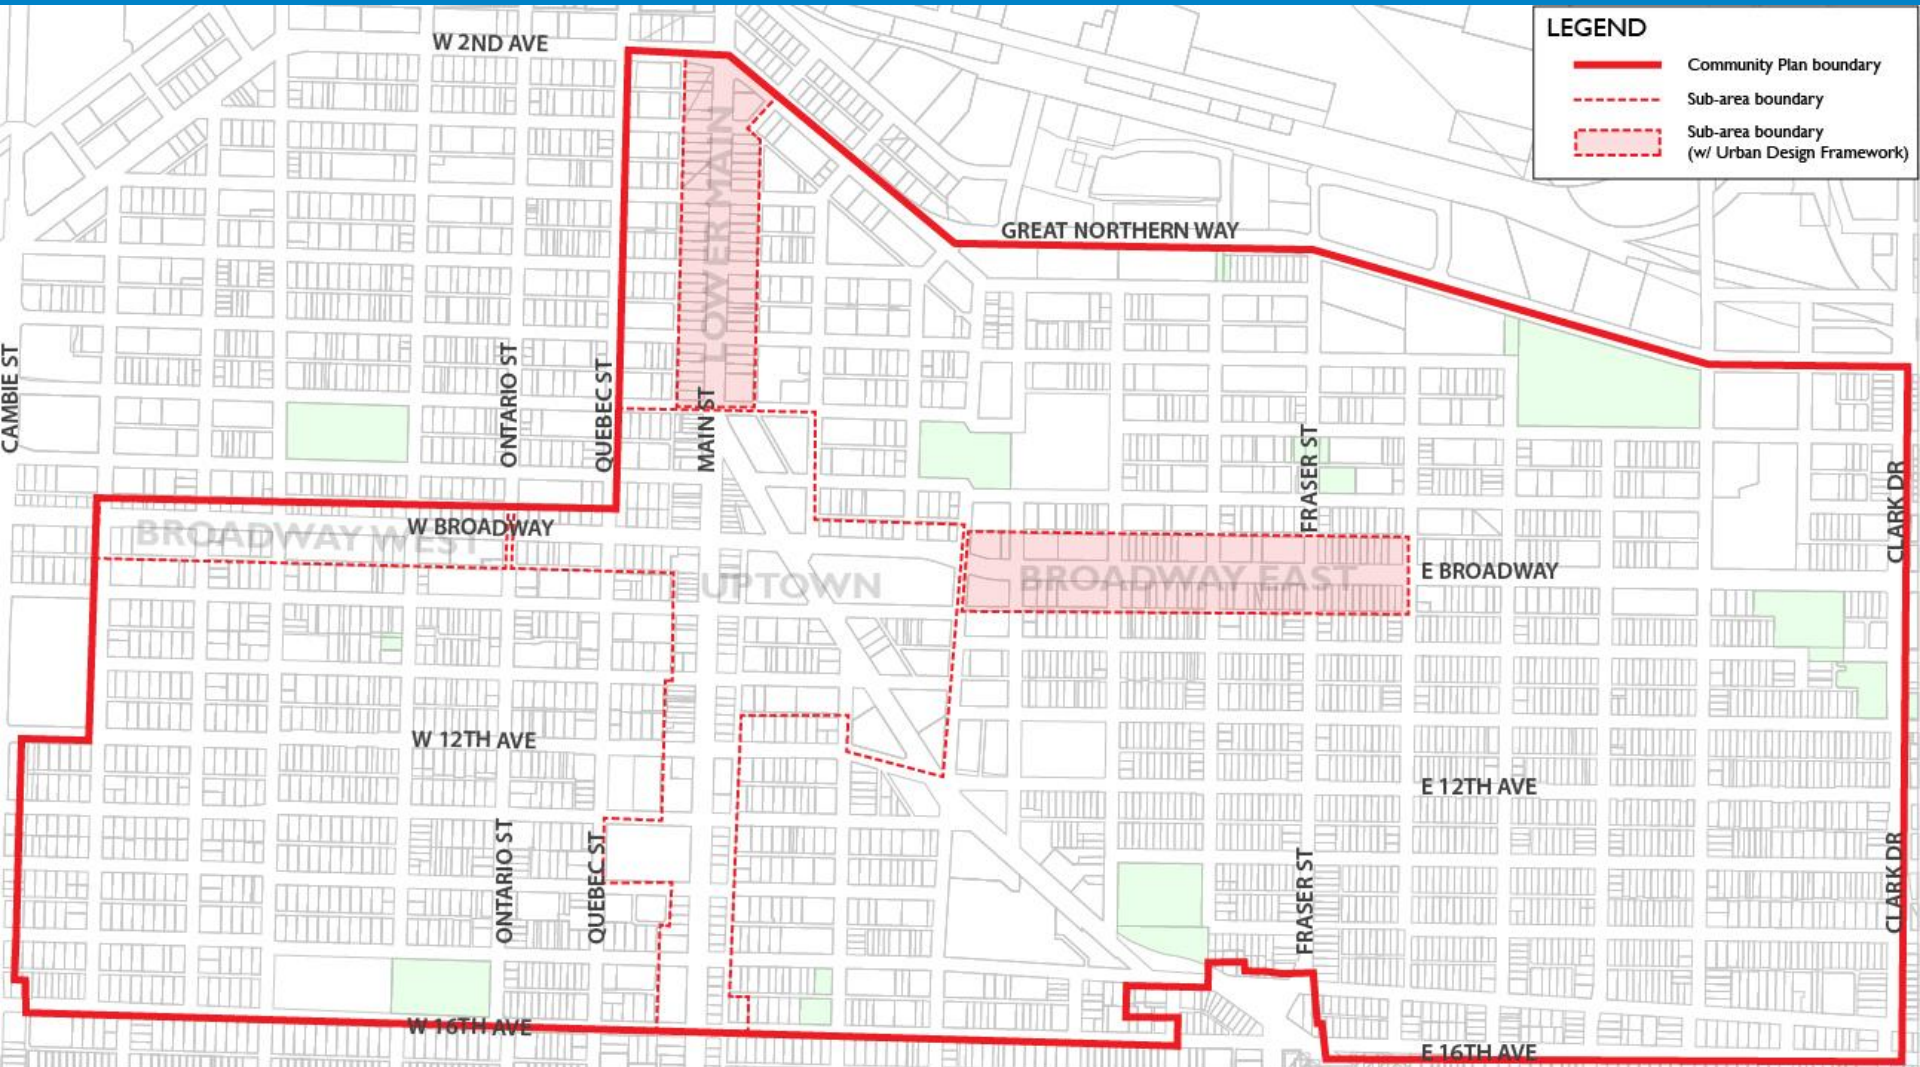 LEGEND
Community Plan boundary
Sub-area boundary
Sub-area boundary
(w/ Urban Design Framework)
W 2ND AVE
LOWER MAIN
GREAT NORTHERN WAY
CAMBIE ST
ONTARIO ST
QUEBEC ST
MAIN ST
FRASER ST
CLARK DR
BROADWAY WEST
W BROADWAY
UPTOWN
BROADWAY EAST
E BROADWAY
W 12TH AVE
E 12TH AVE
ONTARIO ST
QUEBEC ST
FRASER ST
CLARK DR
W 16TH AVE
E 16TH AVE